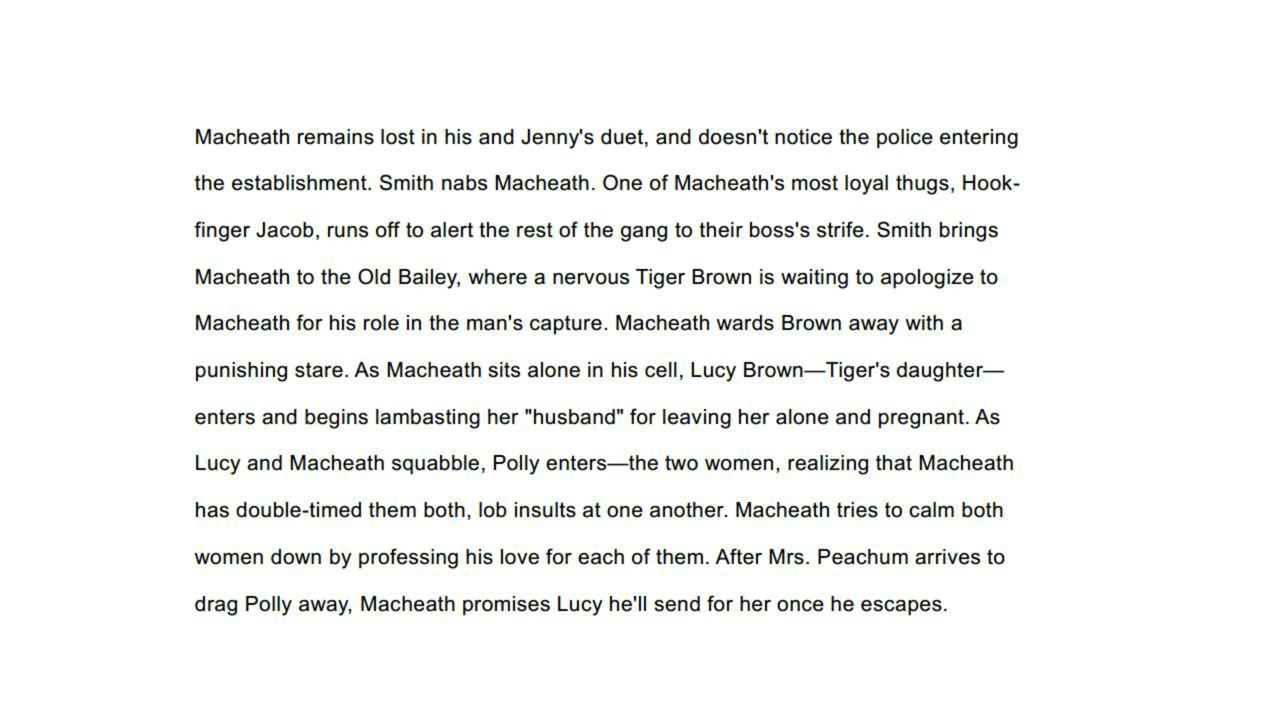 Macheath remains lost in his and Jenny's duet, and doesn't notice the police entering
the establishment. Smith nabs Macheath. One of Macheath's most loyal thugs, Hook-
finger Jacob, runs off to alert the rest of the gang to their boss's strife. Smith brings
Macheath to the Old Bailey, where a nervous Tiger Brown is waiting to apologize to
Macheath for his role in the man's capture. Macheath wards Brown away with a
punishing stare. As Macheath sits alone in his cell, Lucy Brown—Tiger's daughter—
enters and begins lambasting her "husband" for leaving her alone and pregnant. As
Lucy and Macheath squabble, Polly enters—the two women, realizing that Macheath
has double-timed them both, lob insults at one another. Macheath tries to calm both
women down by professing his love for each of them. After Mrs. Peachum arrives to
drag Polly away, Macheath promises Lucy he'll send for her once he escapes.